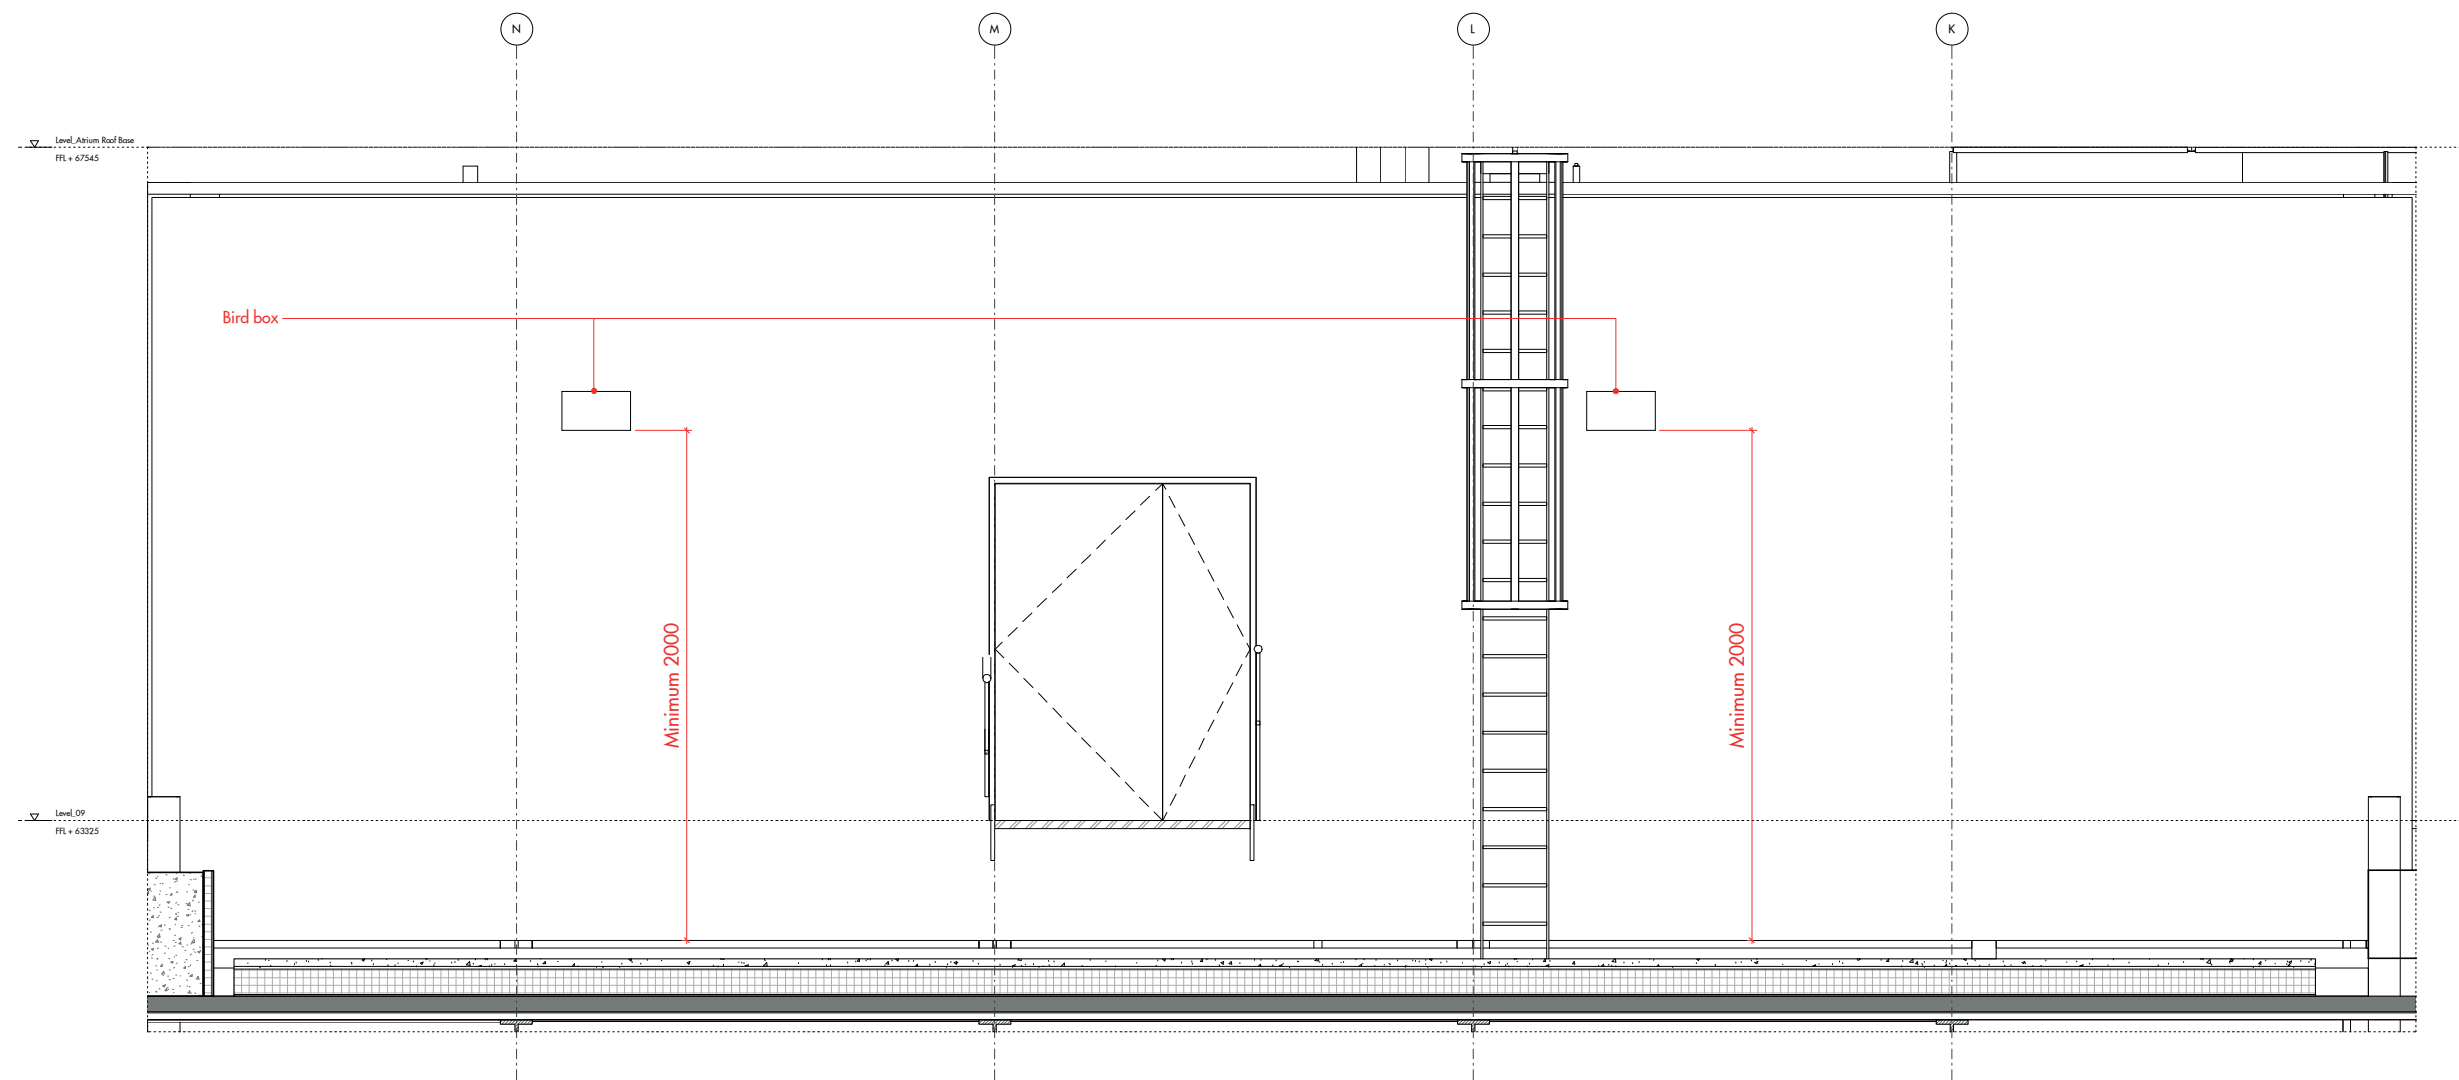 N
M
L
K
Level_Atrium Roof Base
FFL + 67545
Bird box
Minimum 2000
Minimum 2000
Level_09
FFL + 63325